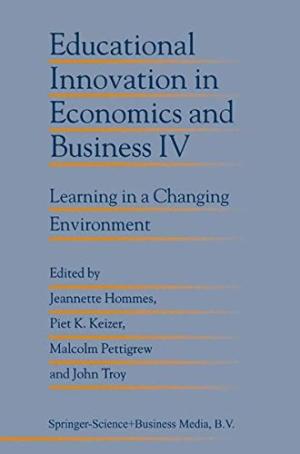 Educational
Innovation in
Economics and
Business IV
Learning in a Changing
Environment
Edited by
Jeannette Hommes,
Piet K. Keizer,
Malcolm Pettigrew
and John Troy
Springer-Science+Business Media, B.V.